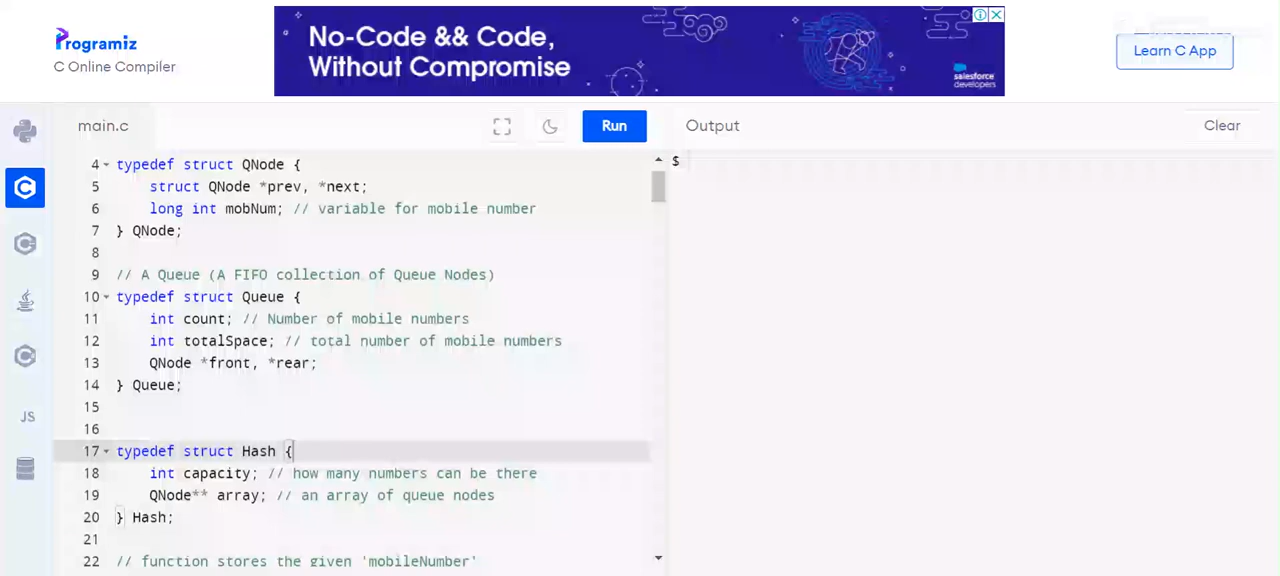 Programiz
C Online Compiler
No-Code && Code,
Without Compromise
salesforce
developers
Learn C App
main.c
Run
Output
Clear
4 typedef struct QNode {
5 struct QNode *prev, *next;
6 long int mobNum; // variable for mobile number
7 } QNode;
8
9 // A Queue (A FIFO collection of Queue Nodes)
10 typedef struct Queue {
11 int count; // Number of mobile numbers
12 int totalSpace; // total number of mobile numbers
13 QNode *front, *rear;
14 } Queue;
15
16
17 typedef struct Hash {
18 int capacity; // how many numbers can be there
19 QNode** array; // an array of queue nodes
20 } Hash;
21
22 // function stores the given 'mobileNumber'
$
JS